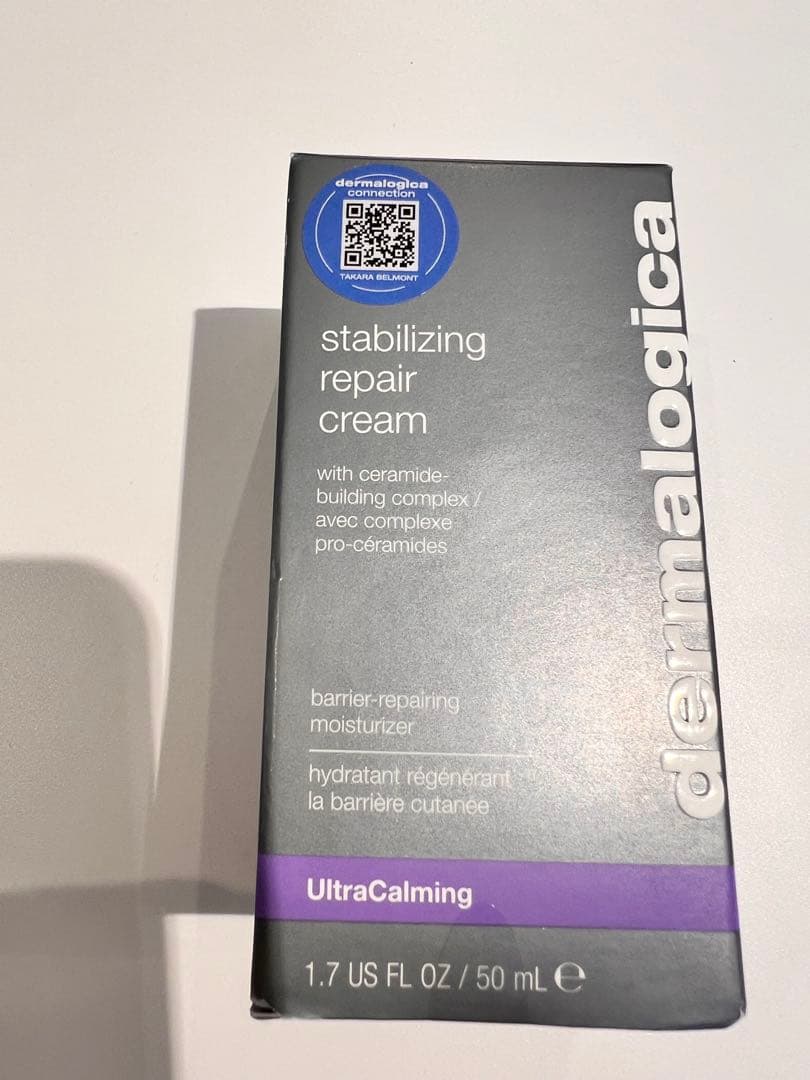 dermalogica
connection
TAKARA BELMONT
stabilizing
repair
cream
with ceramide-
building complex /
avec complexe
pro-céramides
barrier-repairing
moisturizer
hydratant régénérant
la barrière cutanée
UltraCalming
1.7 US FL OZ / 50 mL ℮
dermalogica